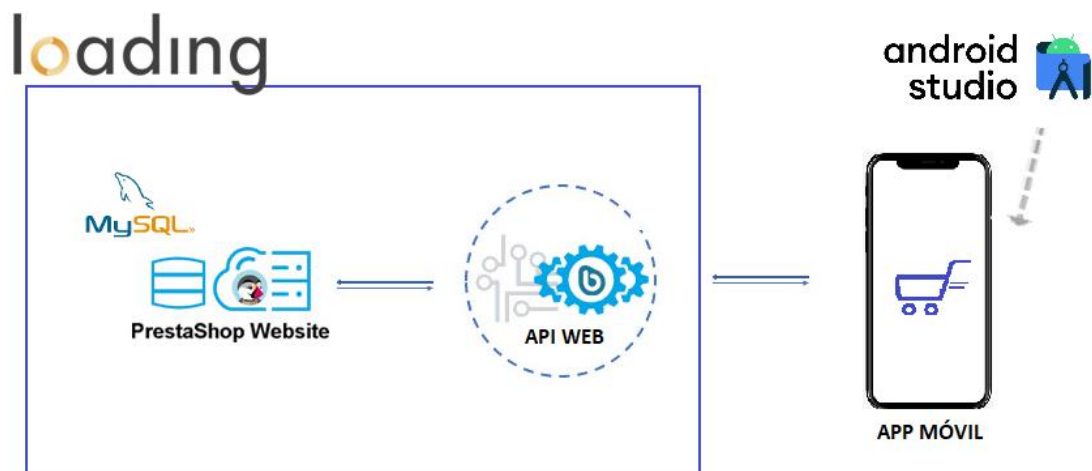 loading
android
studio
MySQL
PrestaShop Website
API WEB
APP MÓVIL